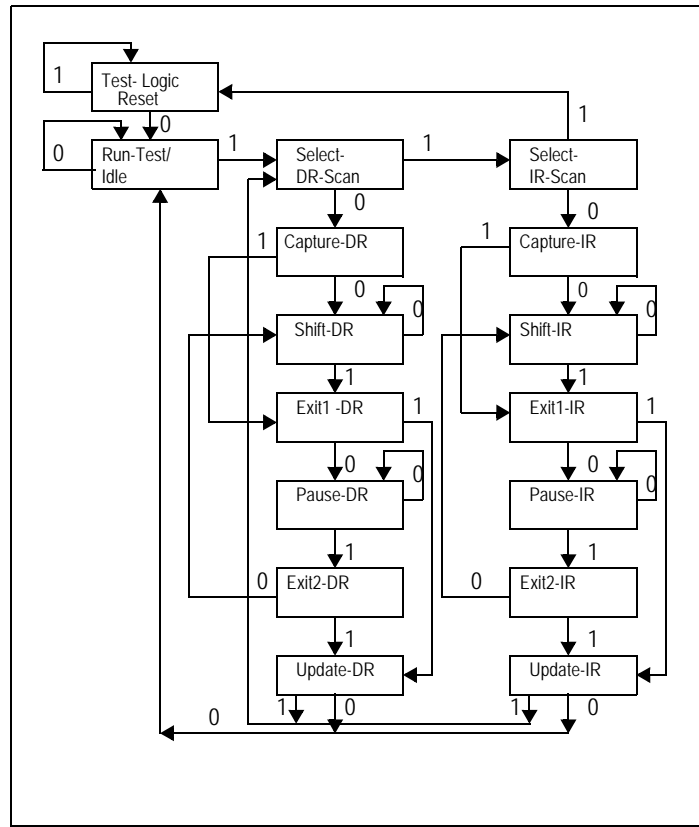 1
Test- Logic
Reset
0
1
0
Run-Test/
Idle
1
Select-
DR-Scan
1
Select-
IR-Scan
0
0
1
Capture-DR
1
Capture-IR
0
0
Shift-DR
0
Shift-IR
0
1
1
Exit1 -DR
1
Exit1-IR
1
0
0
Pause-DR
0
Pause-IR
0
1
1
0
Exit2-DR
0
Exit2-IR
1
1
Update-DR
Update-IR
1
0
1
0
0